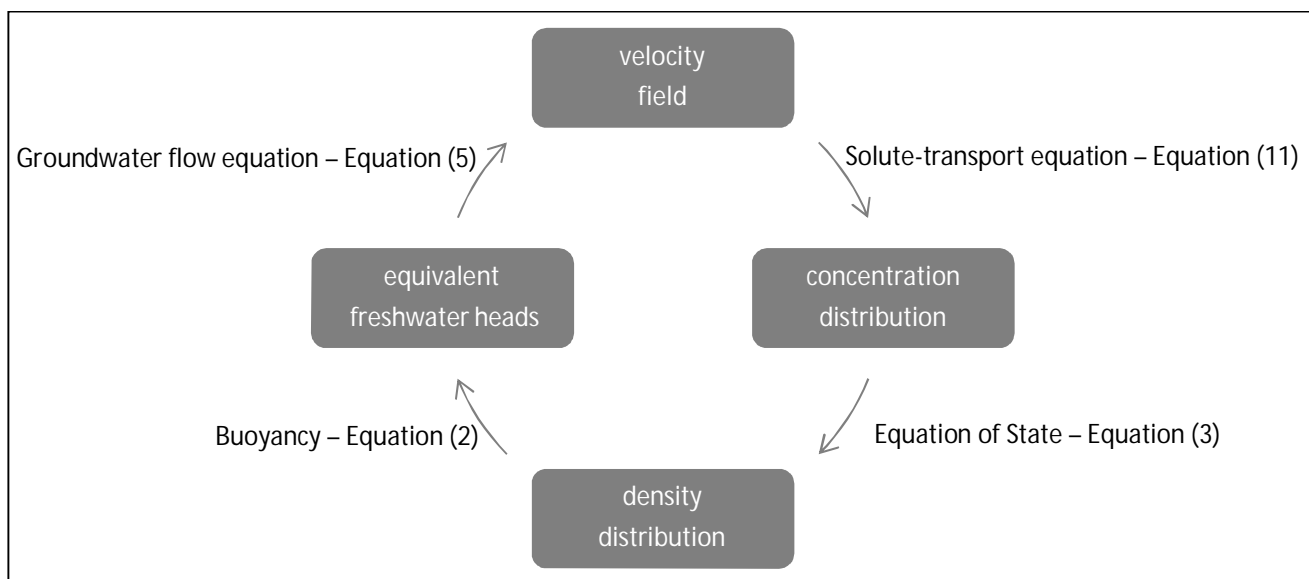 velocity
field
Groundwater flow equation – Equation (5)
Solute-transport equation – Equation (11)
equivalent
freshwater heads
concentration
distribution
Buoyancy – Equation (2)
Equation of State – Equation (3)
density
distribution